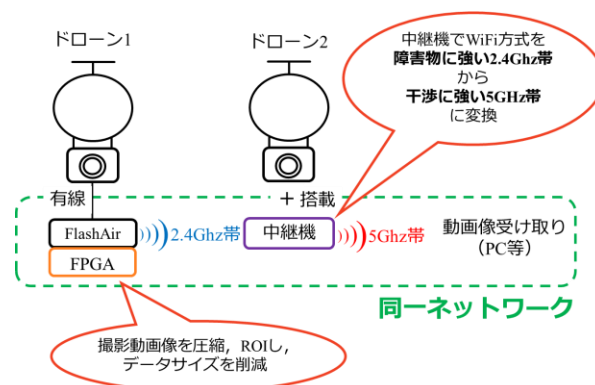 ドローン1
ドローン2
中継機でWiFi方式を
障害物に強い2.4Ghz帯
から
干渉に強い5GHz帯
に変換
有線
+ 搭載
FlashAir
2.4Ghz帯
中継機
5Ghz帯
動画像受け取り
(PC等)
FPGA
同一ネットワーク
撮影動画像を圧縮，ROIし，
データサイズを削減